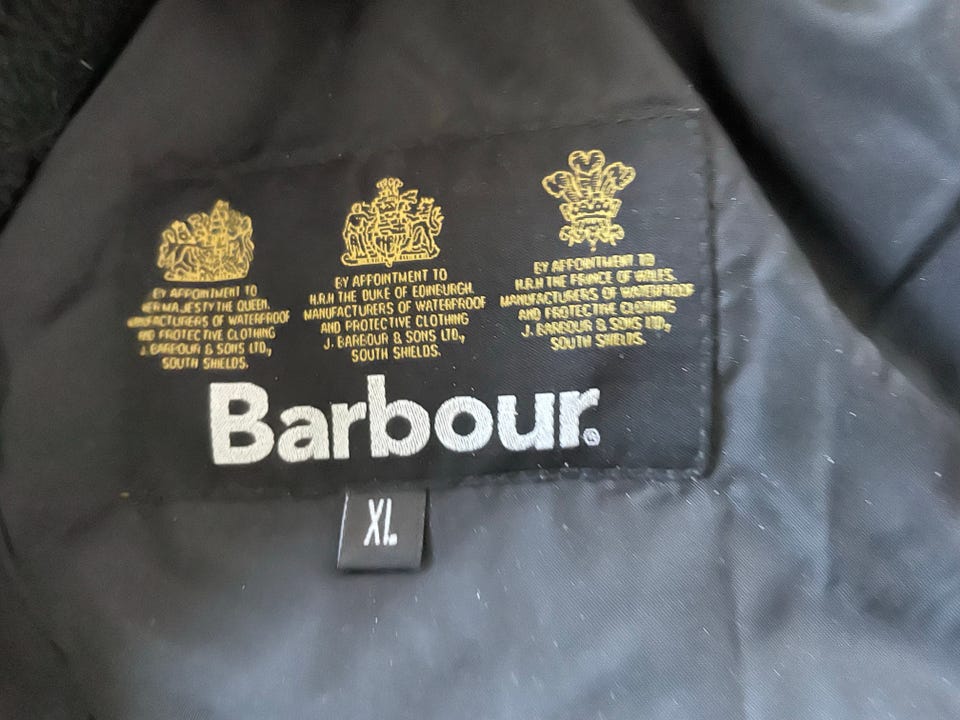 BY APPOINTMENT TO
HER MAJESTY THE QUEEN.
MANUFACTURERS OF WATERPROOF
AND PROTECTIVE CLOTHING
J. BARBOUR & SONS LTD.,
SOUTH SHIELDS.
BY APPOINTMENT TO
H.R.H THE DUKE OF EDINBURGH.
MANUFACTURERS OF WATERPROOF
AND PROTECTIVE CLOTHING
J. BARBOUR & SONS LTD.,
SOUTH SHIELDS.
BY APPOINTMENT TO
H.R.H THE PRINCE OF WALES.
MANUFACTURERS OF WATERPROOF
AND PROTECTIVE CLOTHING
J. BARBOUR & SONS LTD.,
SOUTH SHIELDS.
Barbour®
XL